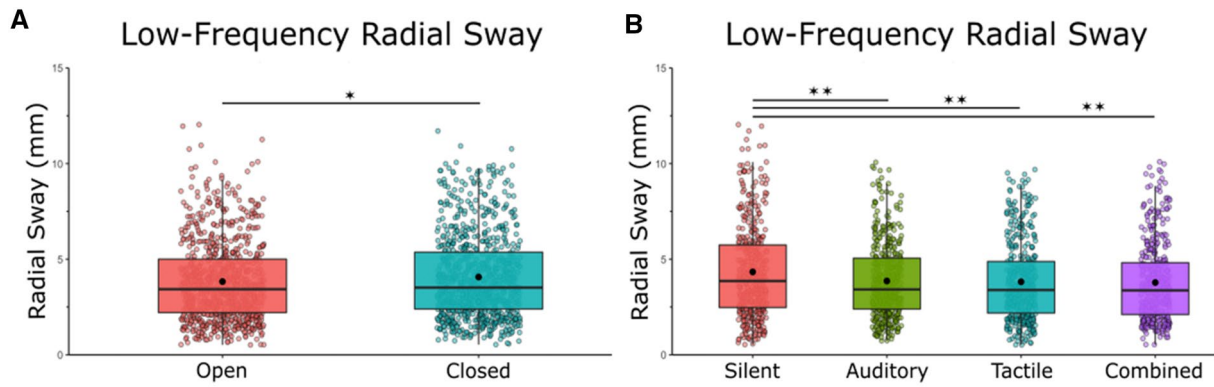 A
Low-Frequency Radial Sway
15
10
5
0
Radial Sway (mm)
*
Open
Closed
B
Low-Frequency Radial Sway
15
10
5
0
Radial Sway (mm)
**
**
**
Silent
Auditory
Tactile
Combined